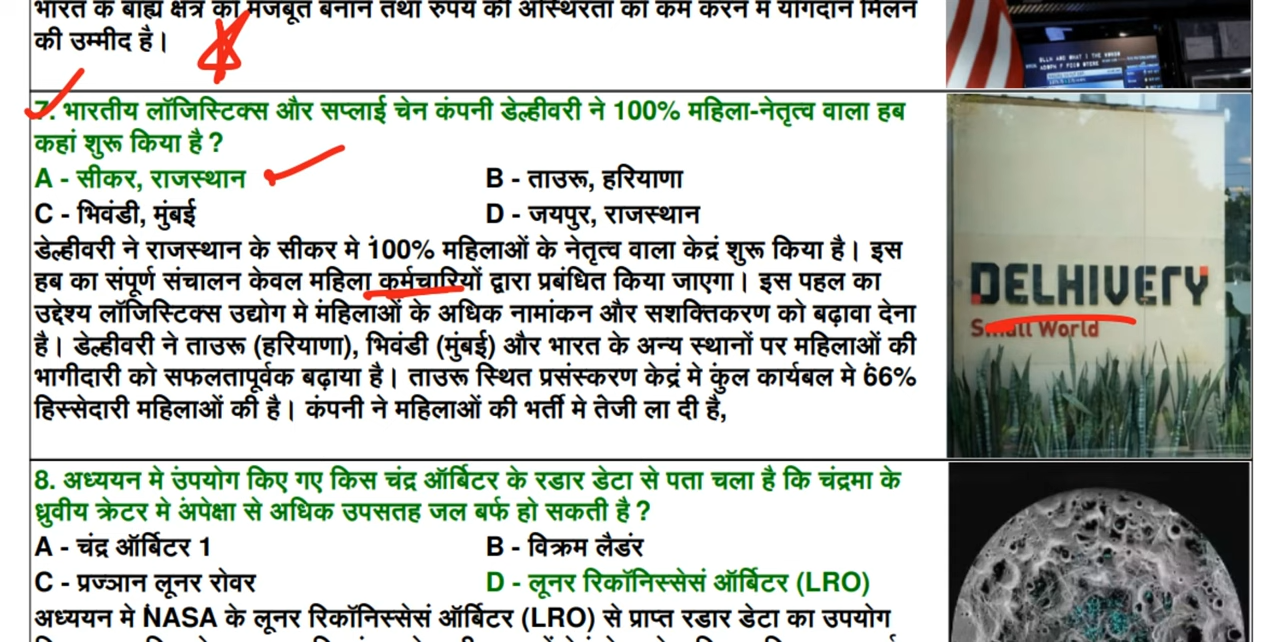 भारत के बाह्य क्षेत्र को मजबूत बनाने तथा रुपये की अस्थिरता को कम करने में योगदान मिलने
की उम्मीद है।
7. भारतीय लॉजिस्टिक्स और सप्लाई चेन कंपनी डेल्हीवरी ने 100% महिला-नेतृत्व वाला हब
कहां शुरू किया है ?
A - सीकर, राजस्थान
B - ताउरू, हरियाणा
C - भिवंडी, मुंबई
D - जयपुर, राजस्थान
डेल्हीवरी ने राजस्थान के सीकर मे 100% महिलाओं के नेतृत्व वाला केद्रं शुरू किया है। इस
हब का संपूर्ण संचालन केवल महिला कर्मचारियों द्वारा प्रबंधित किया जाएगा। इस पहल का
उद्देश्य लॉजिस्टिक्स उद्योग मे मंहिलाओं के अधिक नामांकन और सशक्तिकरण को बढ़ावा देना
है। डेल्हीवरी ने ताउरू (हरियाणा), भिवंडी (मुंबई) और भारत के अन्य स्थानों पर महिलाओं की
भागीदारी को सफलतापूर्वक बढ़ाया है। ताउरू स्थित प्रसंस्करण केद्रं मे कुंल कार्यबल मे 66%
हिस्सेदारी महिलाओं की है। कंपनी ने महिलाओं की भर्ती मे तेंजी ला दी है,
DELHIVERY
Small World
8. अध्ययन मे उंपयोग किए गए किस चंद्र ऑर्बिटर के रडार डेटा से पता चला है कि चंद्रमा के
ध्रुवीय क्रेटर मे अंपेक्षा से अधिक उपसतह जल बर्फ हो सकती है ?
A - चंद्र ऑर्बिटर 1
B - विक्रम लैडंर
C - प्रज्ञान लूनर रोवर
D - लूनर रिकॉनिस्सेसं ऑर्बिटर (LRO)
अध्ययन मे NASA के लूनर रिकॉनिस्सेसं ऑर्बिटर (LRO) से प्राप्त रडार डेटा का उपयोग